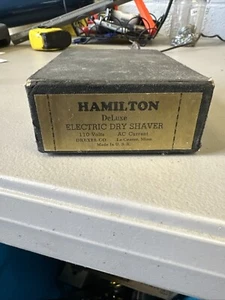 HAMILTON
DeLuxe
ELECTRIC DRY SHAVER
110 Volts AC Current
Made In U.S.A.